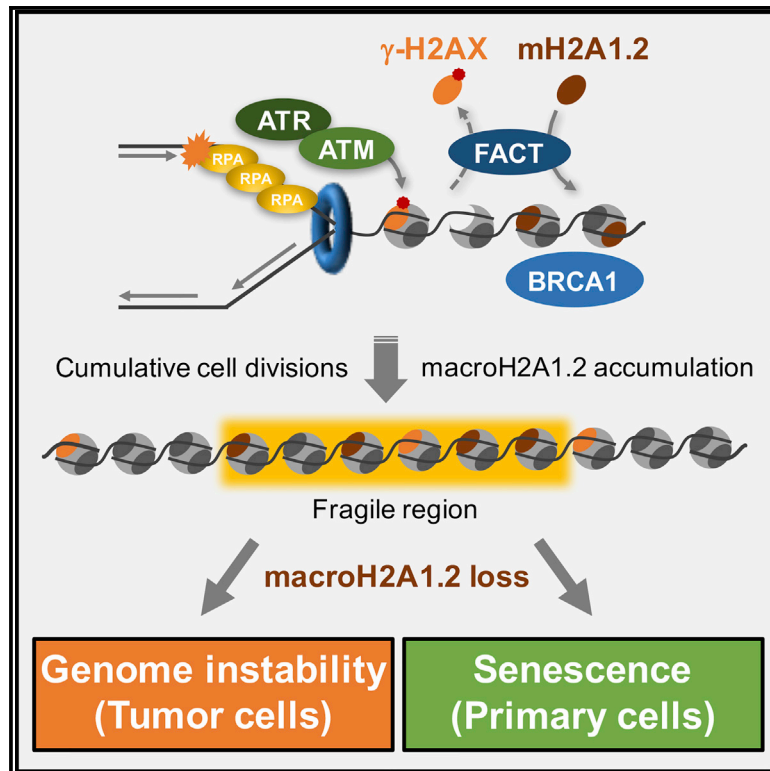 γ-H2AX
mH2A1.2
ATR
ATM
FACT
RPA
RPA
RPA
BRCA1
Cumulative cell divisions
macroH2A1.2 accumulation
Fragile region
macroH2A1.2 loss
Genome instability
(Tumor cells)
Senescence
(Primary cells)